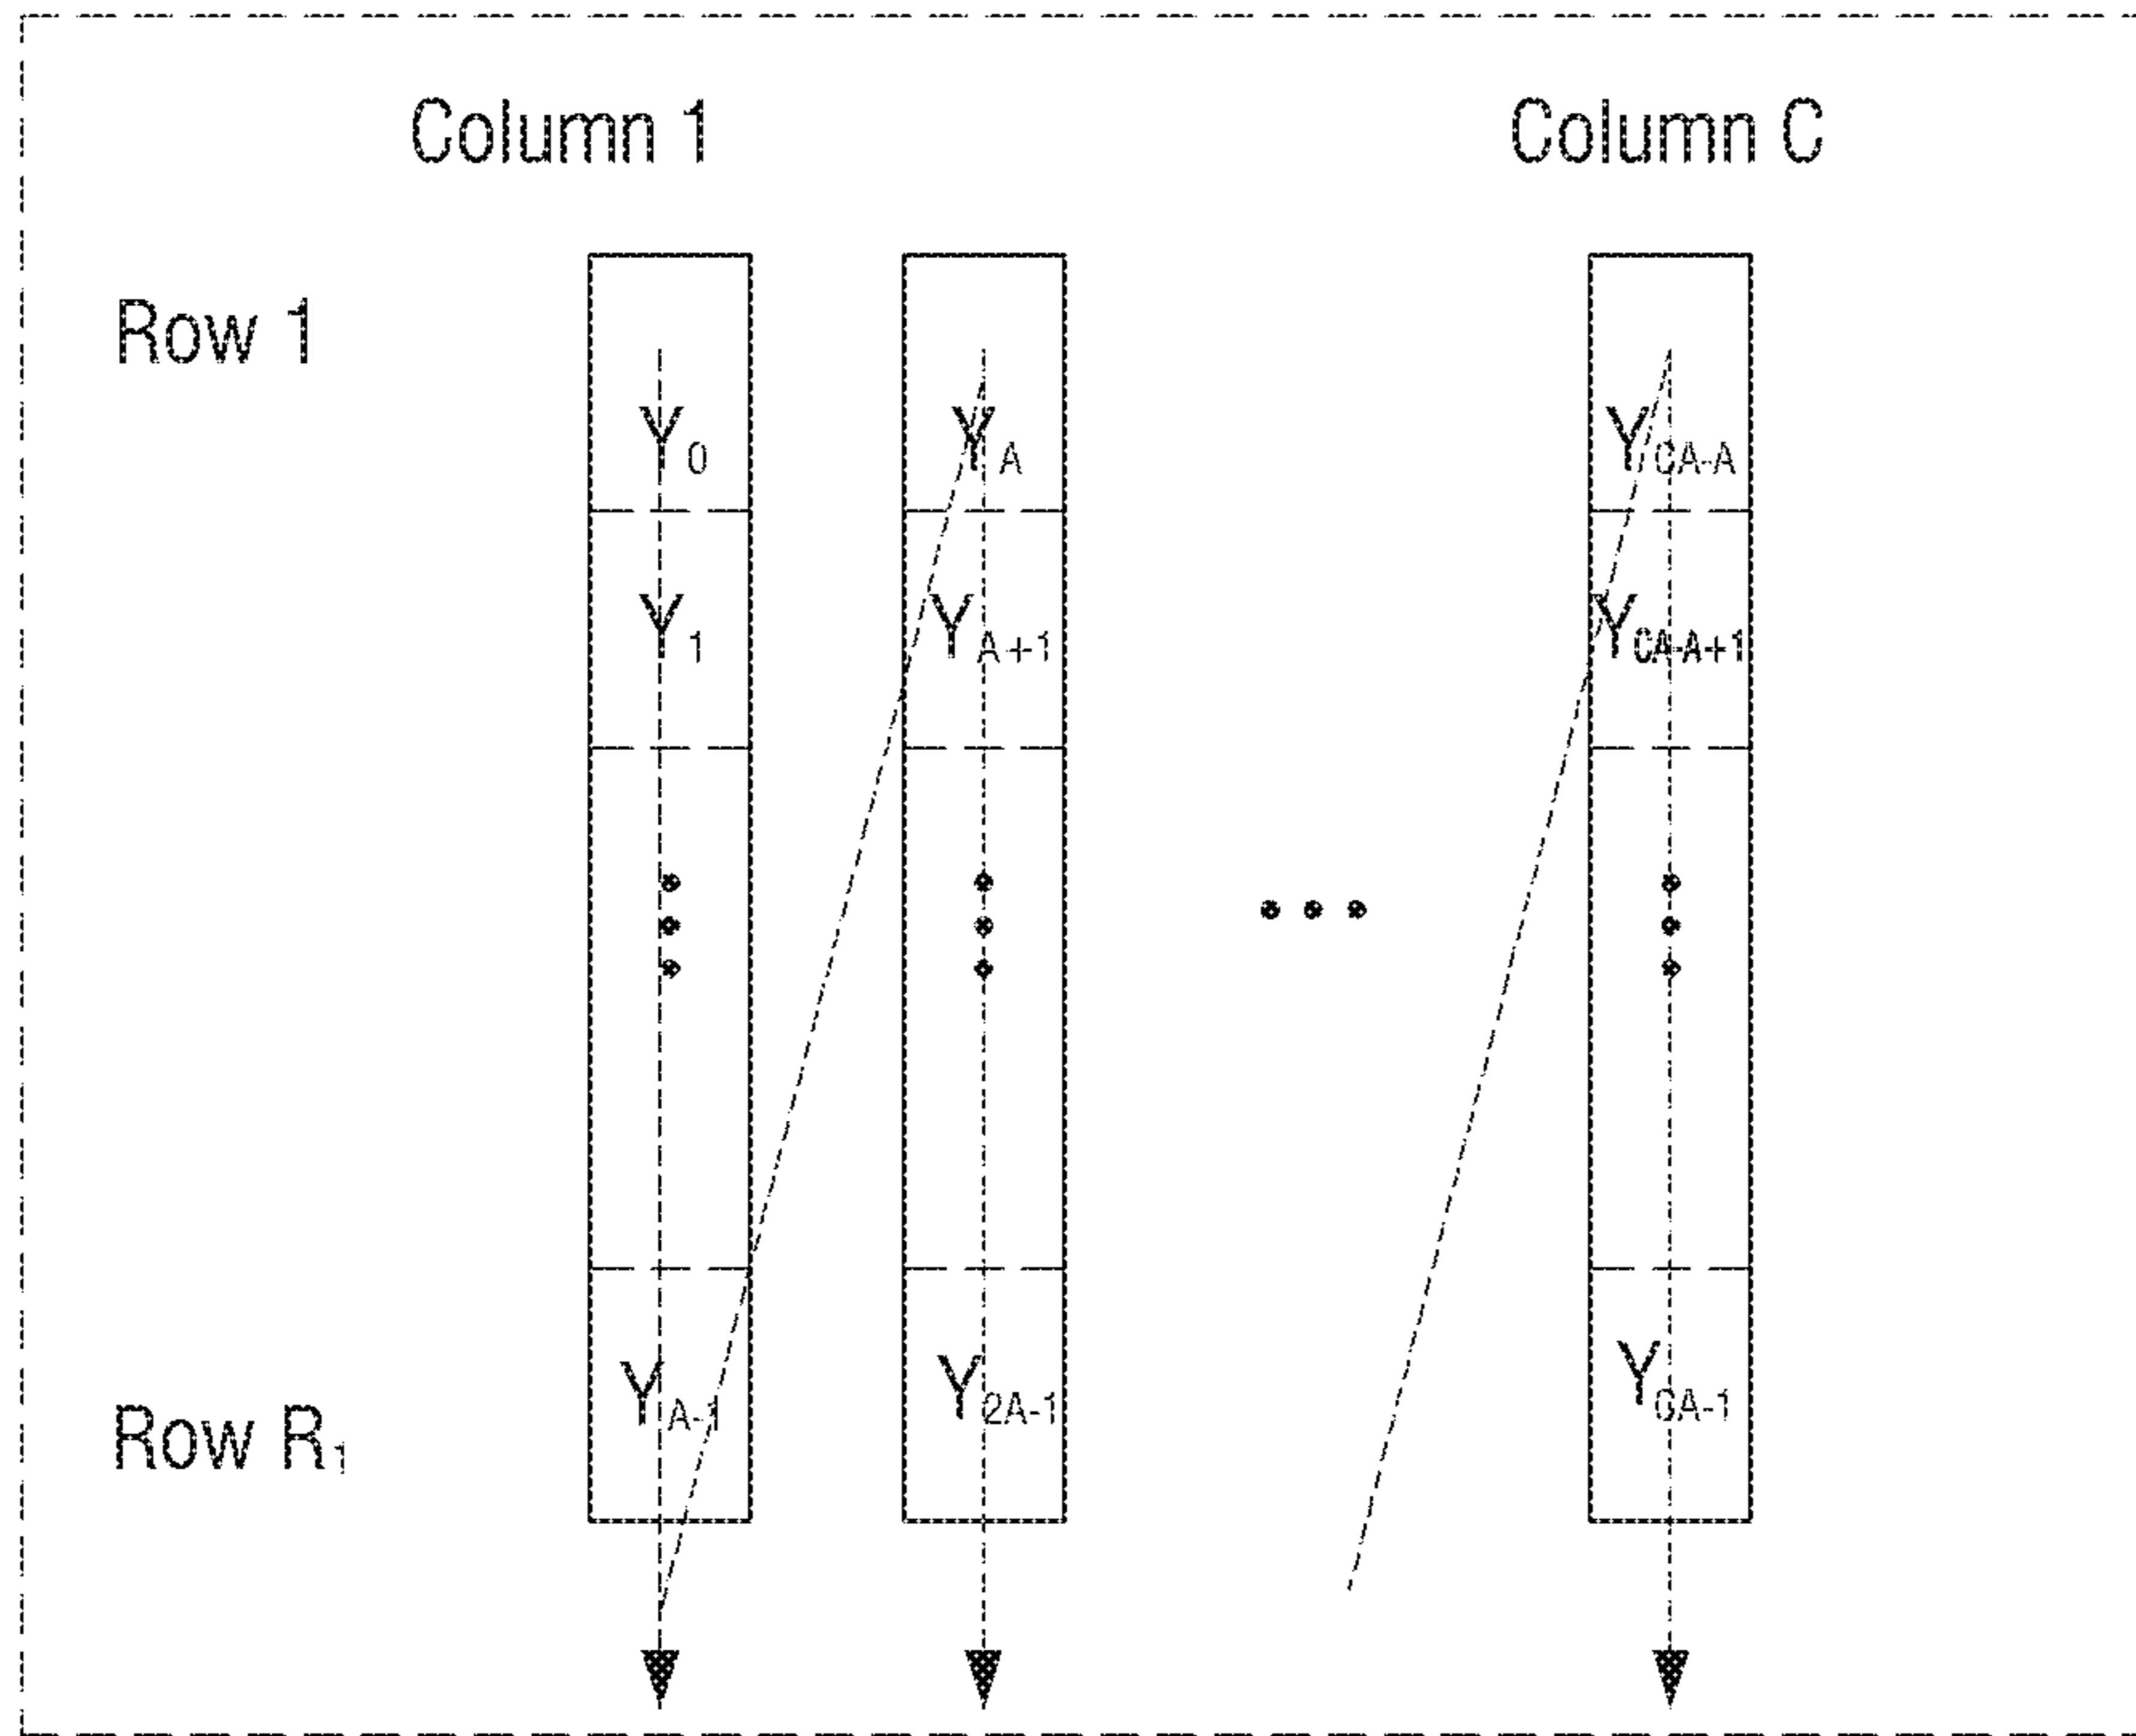 Column 1 Column C
Row 1
Y0 YA YCA-A
Y1 YA+1 YCA-A+1
YA-1 Y2A-1 YCA-1
Row R1